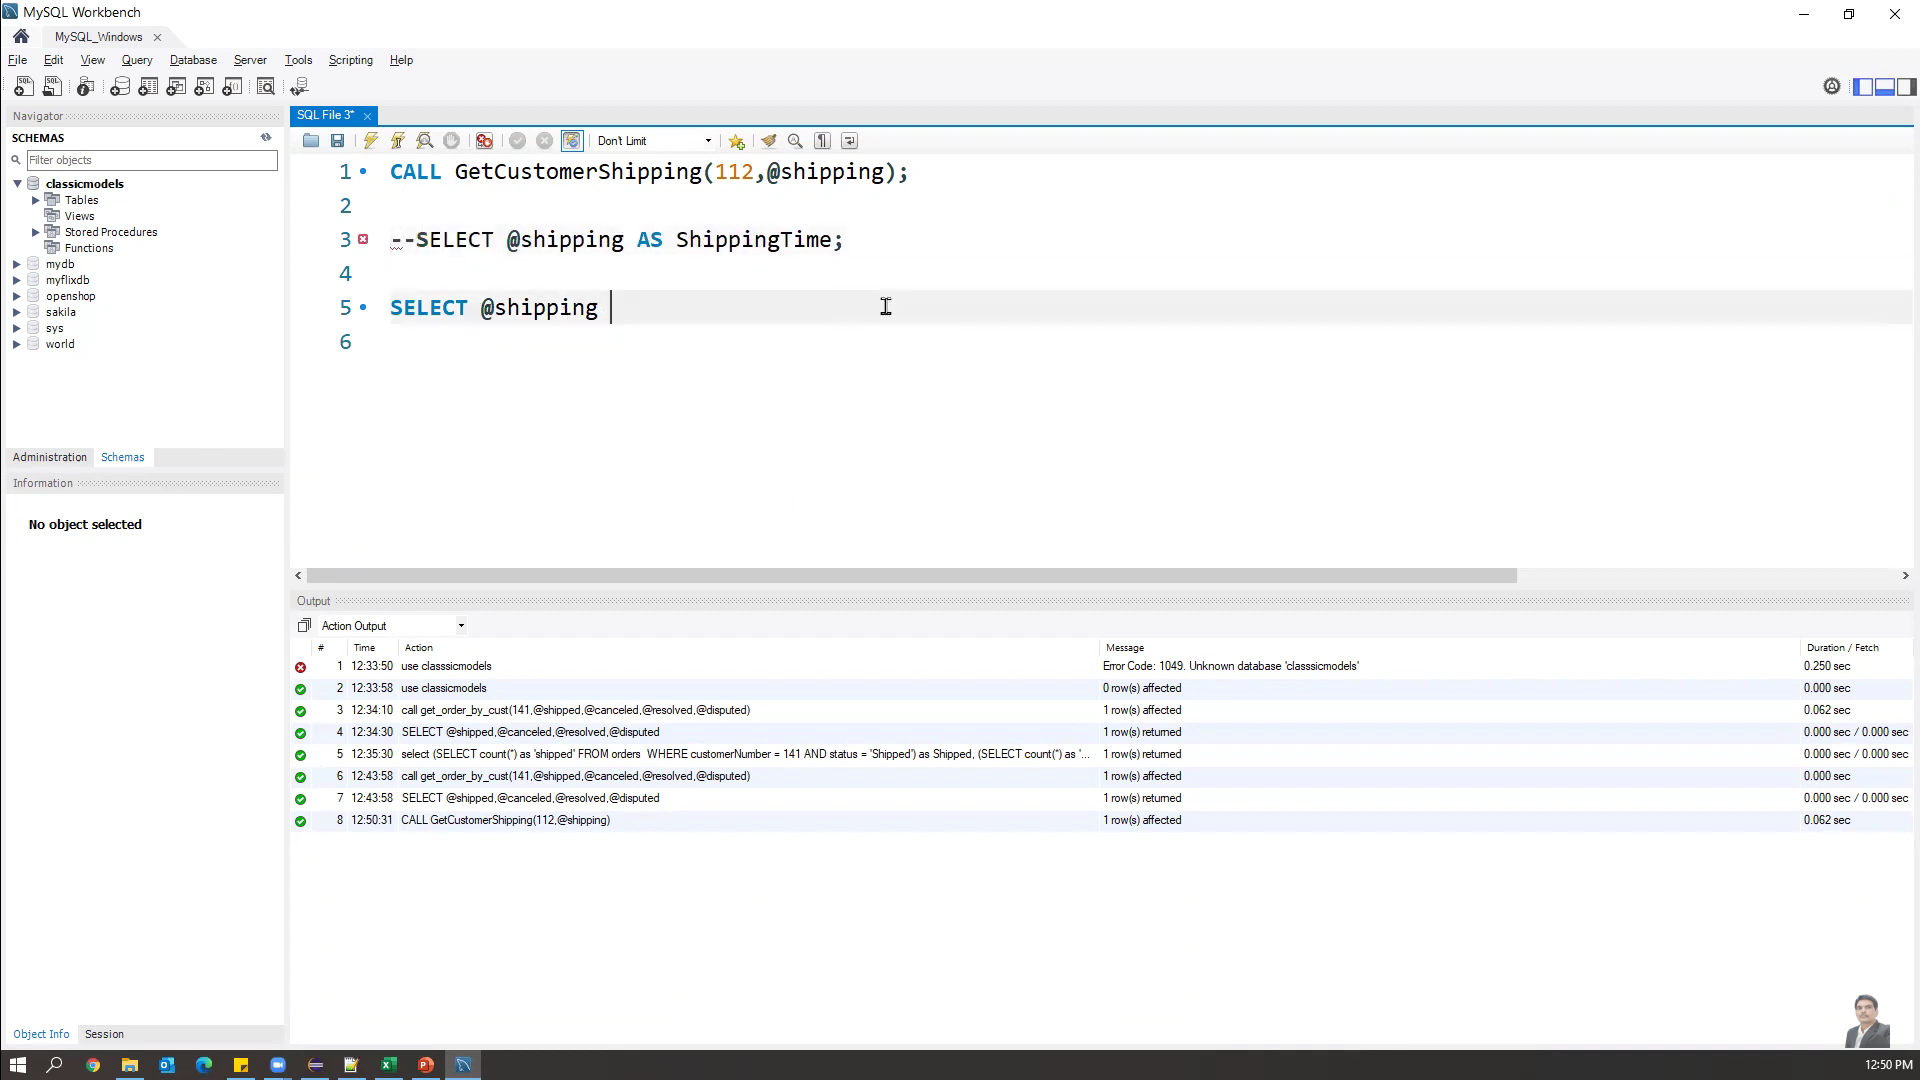 MySQL Workbench
MySQL_Windows
File Edit View Query Database Server Tools Scripting Help
Navigator
SCHEMAS
Filter objects
classicmodels
Tables
Views
Stored Procedures
Functions
mydb
myflixdb
openshop
sakila
sys
world
Administration Schemas
Information
No object selected
Object Info Session
SQL File 3*
Don't Limit
1 CALL GetCustomerShipping(112,@shipping);
2
3 --SELECT @shipping AS ShippingTime;
4
5 SELECT @shipping
6
Output
Action Output
# Time Action Message Duration / Fetch
1 12:33:50 use classsicmodels Error Code: 1049. Unknown database 'classsicmodels' 0.250 sec
2 12:33:58 use classicmodels 0 row(s) affected 0.000 sec
3 12:34:10 call get_order_by_cust(141,@shipped,@canceled,@resolved,@disputed) 1 row(s) affected 0.062 sec
4 12:34:30 SELECT @shipped,@canceled,@resolved,@disputed 1 row(s) returned 0.000 sec / 0.000 sec
5 12:35:30 select (SELECT count(*) as 'shipped' FROM orders WHERE customerNumber = 141 AND status = 'Shipped') as Shipped, (SELECT count(*) as '... 1 row(s) returned 0.000 sec / 0.000 sec
6 12:43:58 call get_order_by_cust(141,@shipped,@canceled,@resolved,@disputed) 1 row(s) affected 0.000 sec
7 12:43:58 SELECT @shipped,@canceled,@resolved,@disputed 1 row(s) returned 0.000 sec / 0.000 sec
8 12:50:31 CALL GetCustomerShipping(112,@shipping) 1 row(s) affected 0.062 sec
12:50 PM